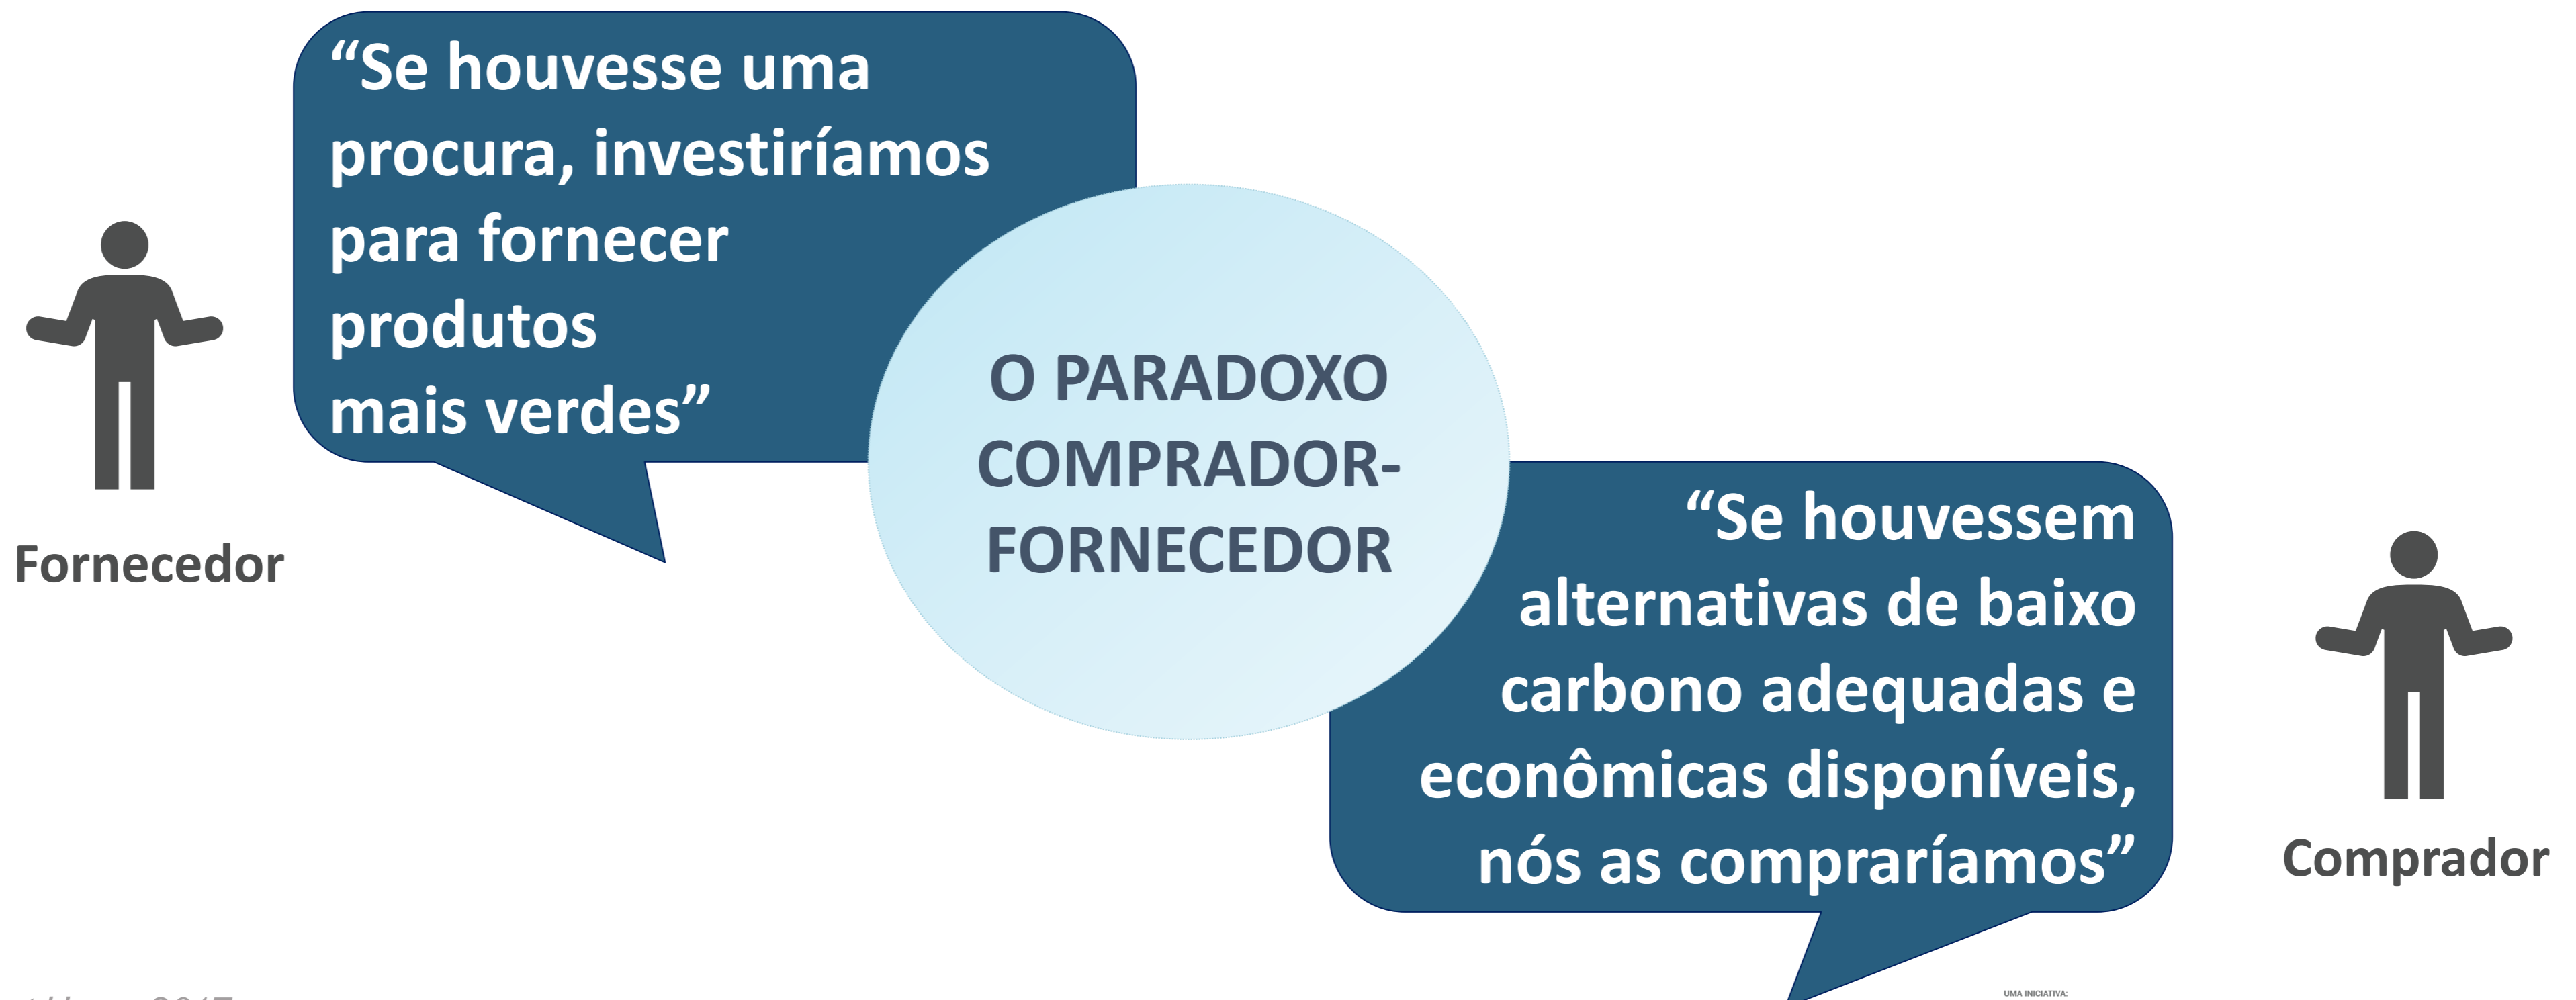 “Se houvesse uma
procura, investiríamos
para fornecer
produtos
mais verdes”
Fornecedor
O PARADOXO
COMPRADOR-
FORNECEDOR
“Se houvessem
alternativas de baixo
carbono adequadas e
econômicas disponíveis,
nós as compraríamos”
Comprador
UMA INICIATIVA: